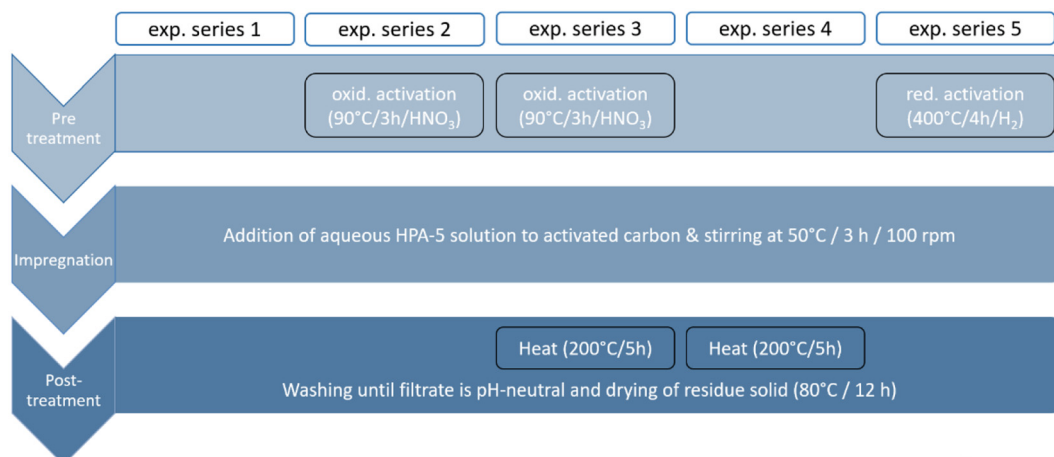 exp. series 1
exp. series 2
exp. series 3
exp. series 4
exp. series 5
Pre
treatment
oxid. activation
(90°C/3h/HNO₃)
oxid. activation
(90°C/3h/HNO₃)
red. activation
(400°C/4h/H₂)
Impregnation
Addition of aqueous HPA-5 solution to activated carbon & stirring at 50°C / 3 h / 100 rpm
Post-
treatment
Heat (200°C/5h)
Heat (200°C/5h)
Washing until filtrate is pH-neutral and drying of residue solid (80°C / 12 h)